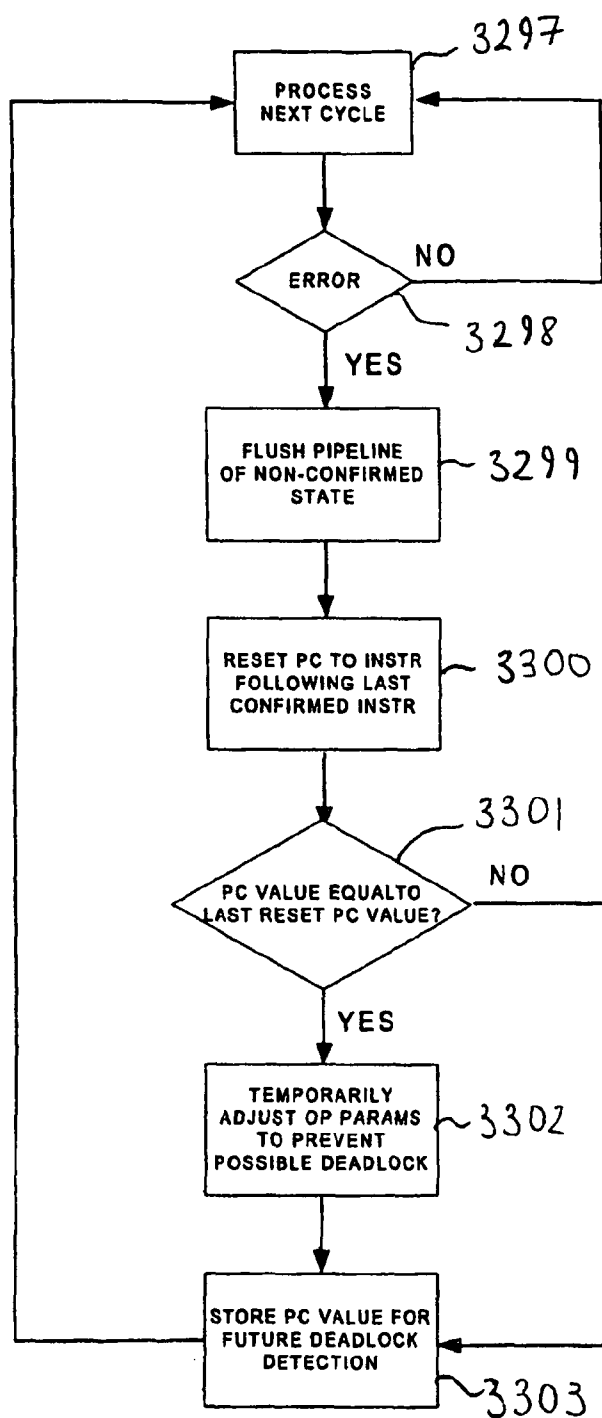 3297
PROCESS
NEXT CYCLE
ERROR
NO
3298
YES
FLUSH PIPELINE
OF NON-CONFIRMED
STATE
3299
RESET PC TO INSTR
FOLLOWING LAST
CONFIRMED INSTR
3300
3301
PC VALUE EQUALTO
LAST RESET PC VALUE?
NO
YES
TEMPORARILY
ADJUST OP PARAMS
TO PREVENT
POSSIBLE DEADLOCK
3302
STORE PC VALUE FOR
FUTURE DEADLOCK
DETECTION
3303